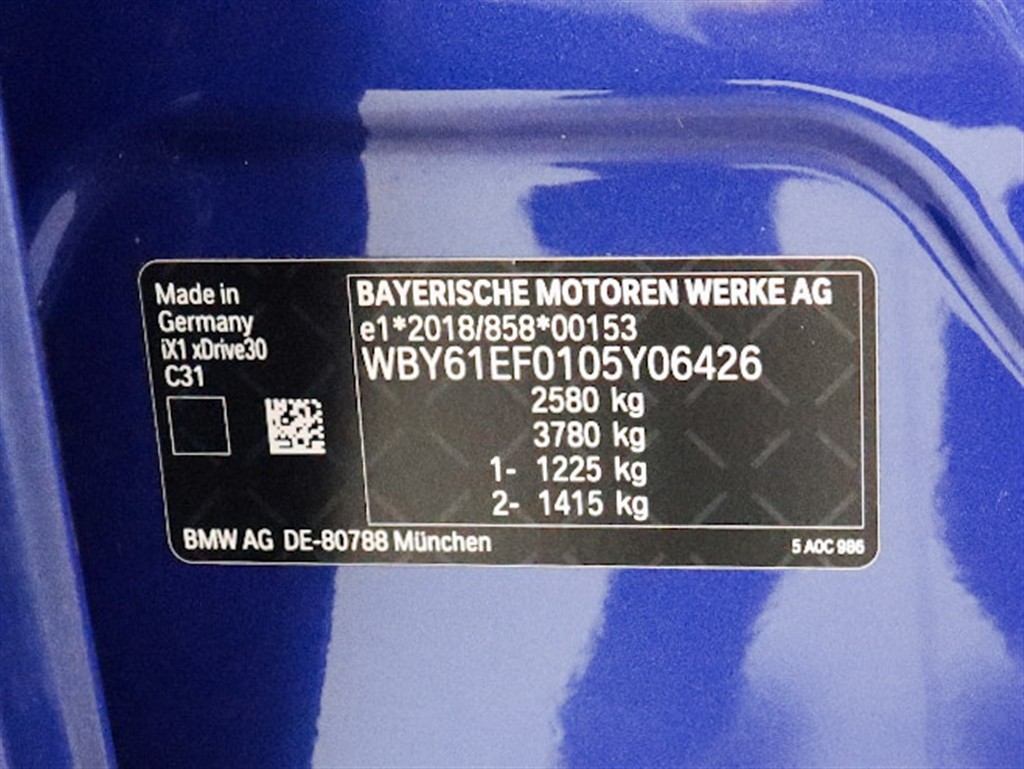 Made in
Germany
iX1 xDrive30
C31
BAYERISCHE MOTOREN WERKE AG
e1*2018/858*00153
WBY61EF0105Y06426
2580 kg
3780 kg
1- 1225 kg
2- 1415 kg
BMW AG DE-80788 München
5 A0C 986